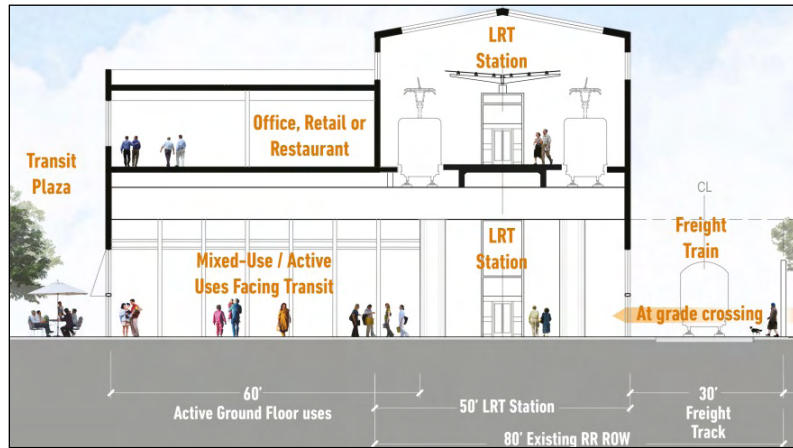 LRT
Station
Office, Retail or
Restaurant
Transit
Plaza
CL
Freight
Train
LRT
Station
Mixed-Use / Active
Uses Facing Transit
At grade crossing
60’
Active Ground Floor uses
50’ LRT Station
30’
Freight
Track
80’ Existing RR ROW